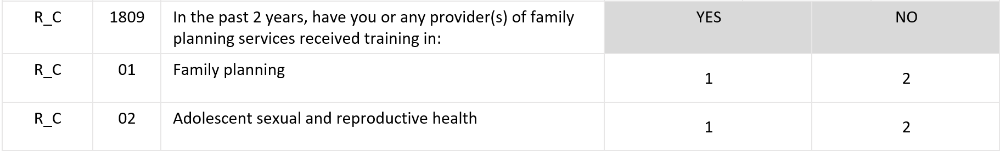 R_C 1809 In the past 2 years, have you or any provider(s) of family YES NO
planning services received training in:
R_C 01 Family planning 1 2
R_C 02 Adolescent sexual and reproductive health 1 2